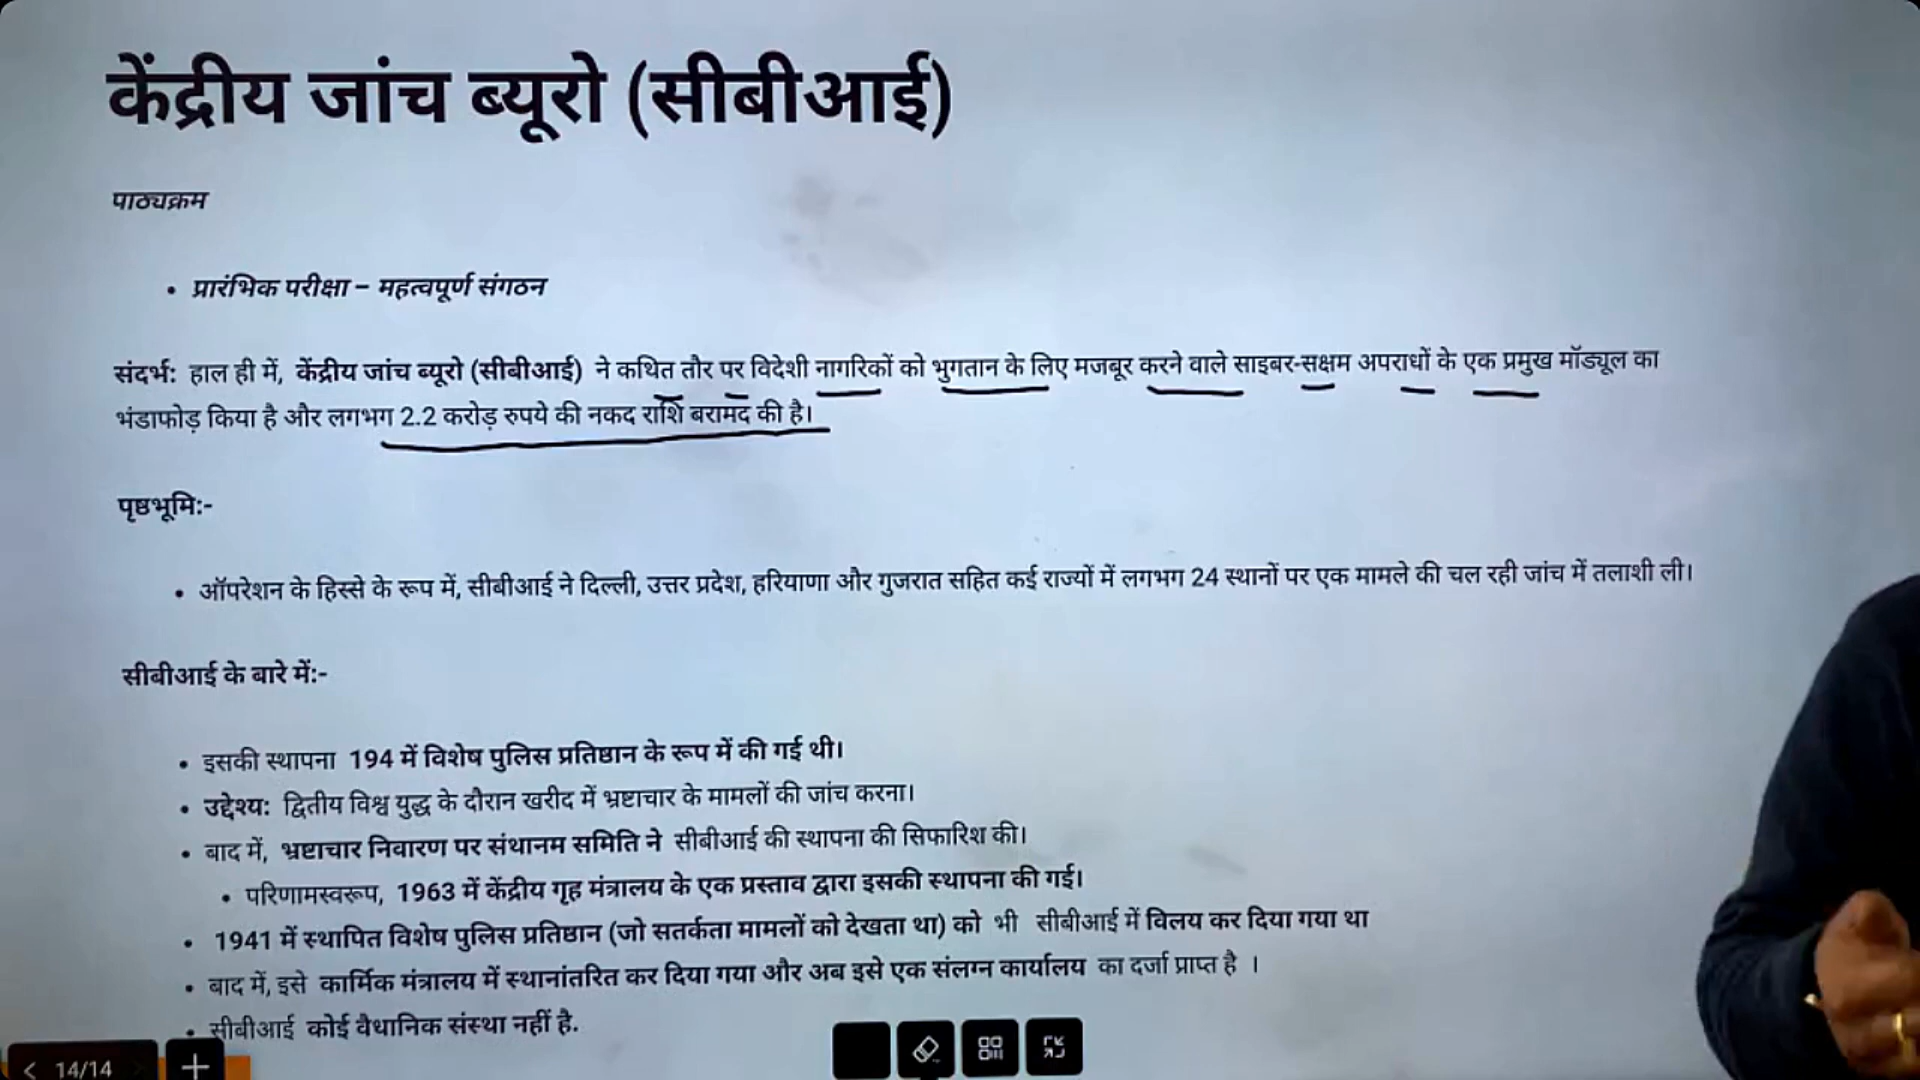 केंद्रीय जांच ब्यूरो (सीबीआई)
पाठ्यक्रम
• प्रारंभिक परीक्षा – महत्वपूर्ण संगठन
संदर्भ: हाल ही में, केंद्रीय जांच ब्यूरो (सीबीआई) ने कथित तौर पर विदेशी नागरिकों को भुगतान के लिए मजबूर करने वाले साइबर-सक्षम अपराधों के एक प्रमुख मॉड्यूल का
भंडाफोड़ किया है और लगभग 2.2 करोड़ रुपये की नकद राशि बरामद की है।
पृष्ठभूमि:-
• ऑपरेशन के हिस्से के रूप में, सीबीआई ने दिल्ली, उत्तर प्रदेश, हरियाणा और गुजरात सहित कई राज्यों में लगभग 24 स्थानों पर एक मामले की चल रही जांच में तलाशी ली।
सीबीआई के बारे में:-
• इसकी स्थापना 194 में विशेष पुलिस प्रतिष्ठान के रूप में की गई थी।
• उद्देश्य: द्वितीय विश्व युद्ध के दौरान खरीद में भ्रष्टाचार के मामलों की जांच करना।
• बाद में, भ्रष्टाचार निवारण पर संथानम समिति ने सीबीआई की स्थापना की सिफारिश की।
• परिणामस्वरूप, 1963 में केंद्रीय गृह मंत्रालय के एक प्रस्ताव द्वारा इसकी स्थापना की गई।
• 1941 में स्थापित विशेष पुलिस प्रतिष्ठान (जो सतर्कता मामलों को देखता था) को भी सीबीआई में विलय कर दिया गया था
• बाद में, इसे कार्मिक मंत्रालय में स्थानांतरित कर दिया गया और अब इसे एक संलग्न कार्यालय का दर्जा प्राप्त है ।
• सीबीआई कोई वैधानिक संस्था नहीं है.
14/14